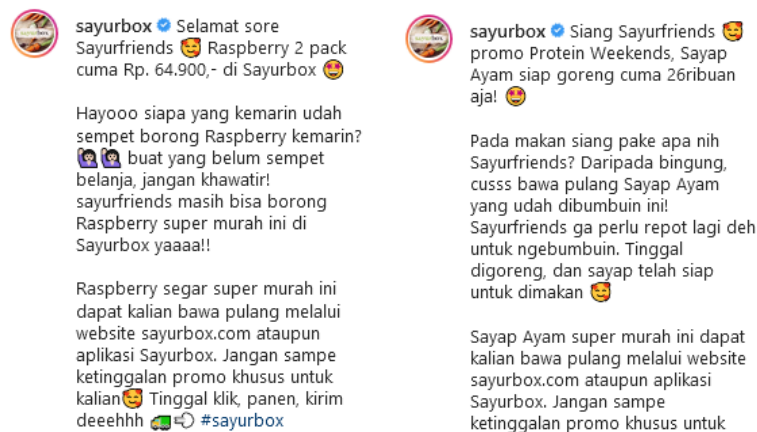 sayurbox Selamat sore
Sayurfriends 🥰 Raspberry 2 pack
cuma Rp. 64.900,- di Sayurbox 🤩
Hayooo siapa yang kemarin udah
sempet borong Raspberry kemarin?
🙋🏻‍♀️🙋🏻‍♀️ buat yang belum sempet
belanja, jangan khawatir!
sayurfriends masih bisa borong
Raspberry super murah ini di
Sayurbox yaaaa!!
Raspberry segar super murah ini
dapat kalian bawa pulang melalui
website sayurbox.com ataupun
aplikasi Sayurbox. Jangan sampe
ketinggalan promo khusus untuk
kalian🥰 Tinggal klik, panen, kirim
deeehhh 🚛💨 #sayurbox
sayurbox Siang Sayurfriends 🥰
promo Protein Weekends, Sayap
Ayam siap goreng cuma 26ribuan
aja! 🤩
Pada makan siang pake apa nih
Sayurfriends? Daripada bingung,
cusss bawa pulang Sayap Ayam
yang udah dibumbuin ini!
Sayurfriends ga perlu repot lagi deh
untuk ngebumbuin. Tinggal
digoreng, dan sayap telah siap
untuk dimakan 🥰
Sayap Ayam super murah ini dapat
kalian bawa pulang melalui website
sayurbox.com ataupun aplikasi
Sayurbox. Jangan sampe
ketinggalan promo khusus untuk